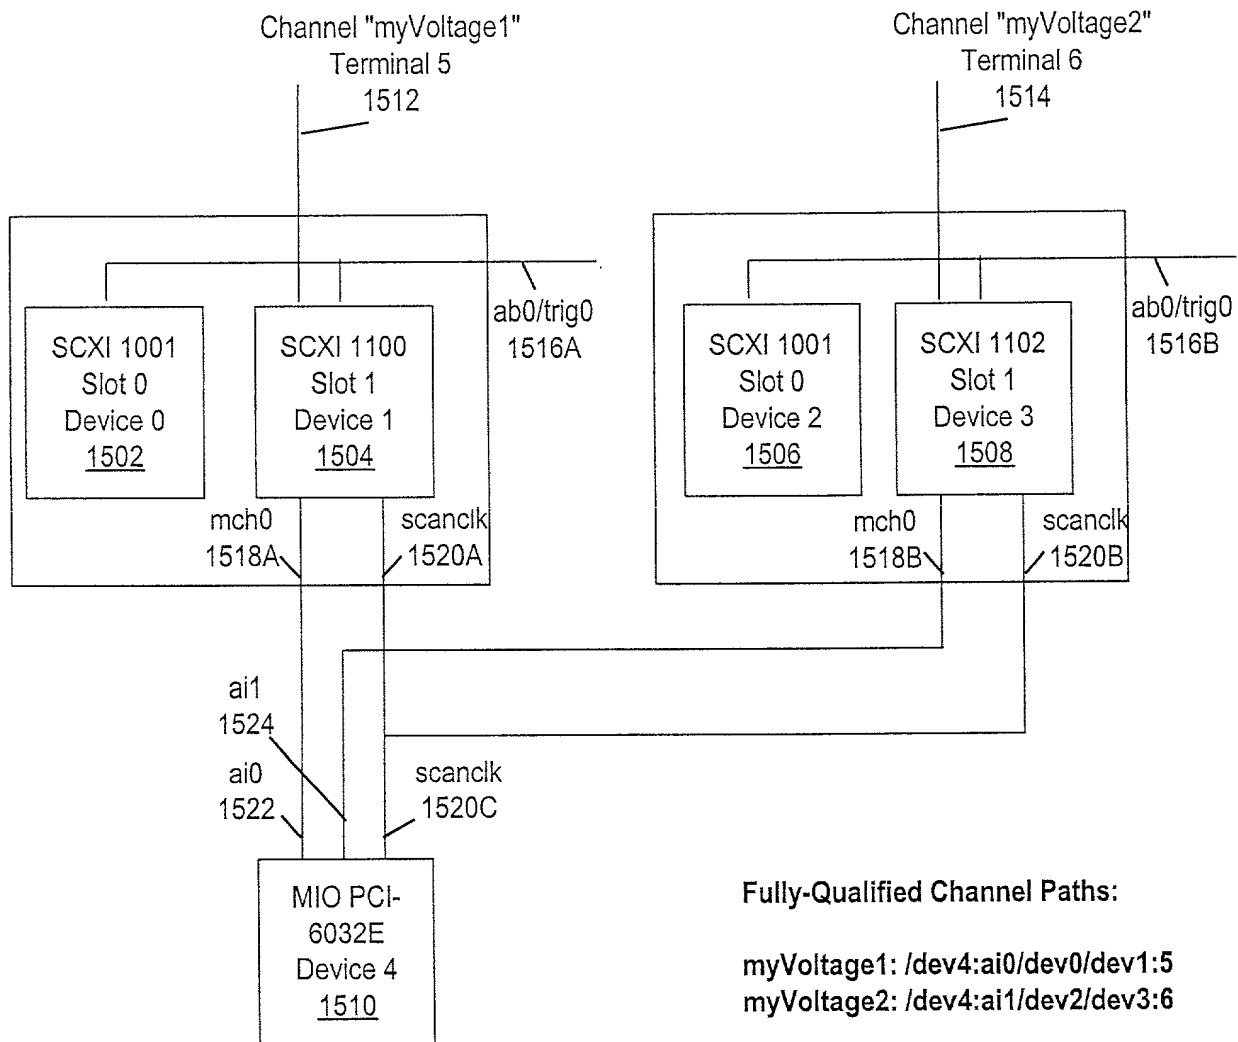 Channel "myVoltage1"
Terminal 5
1512
Channel "myVoltage2"
Terminal 6
1514
ab0/trig0
1516A
ab0/trig0
1516B
SCXI 1001
Slot 0
Device 0
1502
SCXI 1100
Slot 1
Device 1
1504
SCXI 1001
Slot 0
Device 2
1506
SCXI 1102
Slot 1
Device 3
1508
mch0
1518A
scanclk
1520A
mch0
1518B
scanclk
1520B
ai1
1524
ai0
1522
scanclk
1520C
MIO PCI-
6032E
Device 4
1510
Fully-Qualified Channel Paths:
myVoltage1: /dev4:ai0/dev0/dev1:5
myVoltage2: /dev4:ai1/dev2/dev3:6